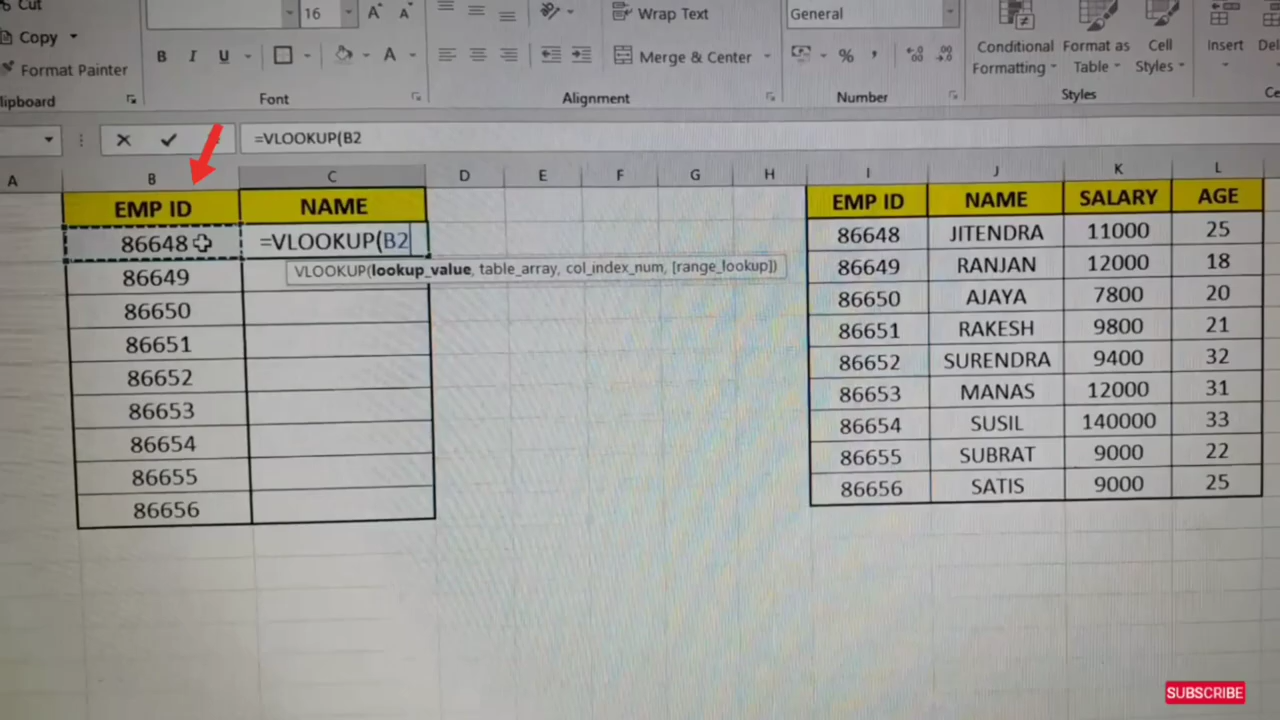 Cut
16 A A Wrap Text General
Copy
B I U A Merge & Center % , Conditional Formatting Format as Table Cell Styles Insert
Format Painter
lipboard Font Alignment Number Styles
=VLOOKUP(B2
A B C D E F G H I J K L
EMP ID NAME EMP ID NAME SALARY AGE
86648 =VLOOKUP(B2 86648 JITENDRA 11000 25
VLOOKUP(lookup_value, table_array, col_index_num, [range_lookup])
86649 86649 RANJAN 12000 18
86650 86650 AJAYA 7800 20
86651 86651 RAKESH 9800 21
86652 86652 SURENDRA 9400 32
86653 86653 MANAS 12000 31
86654 86654 SUSIL 140000 33
86655 86655 SUBRAT 9000 22
86656 86656 SATIS 9000 25
SUBSCRIBE